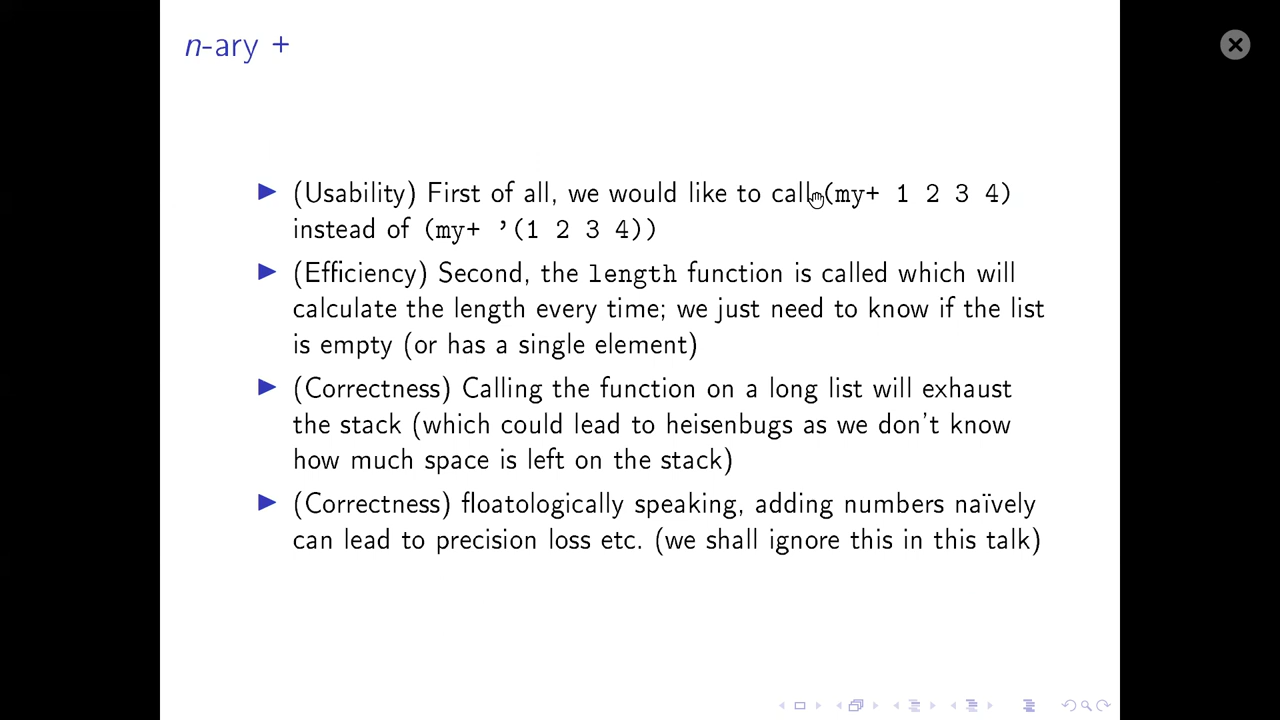 n-ary +
(Usability) First of all, we would like to call (my+ 1 2 3 4)
instead of (my+ ’(1 2 3 4))
(Efficiency) Second, the length function is called which will
calculate the length every time; we just need to know if the list
is empty (or has a single element)
(Correctness) Calling the function on a long list will exhaust
the stack (which could lead to heisenbugs as we don’t know
how much space is left on the stack)
(Correctness) floatologically speaking, adding numbers naïvely
can lead to precision loss etc. (we shall ignore this in this talk)